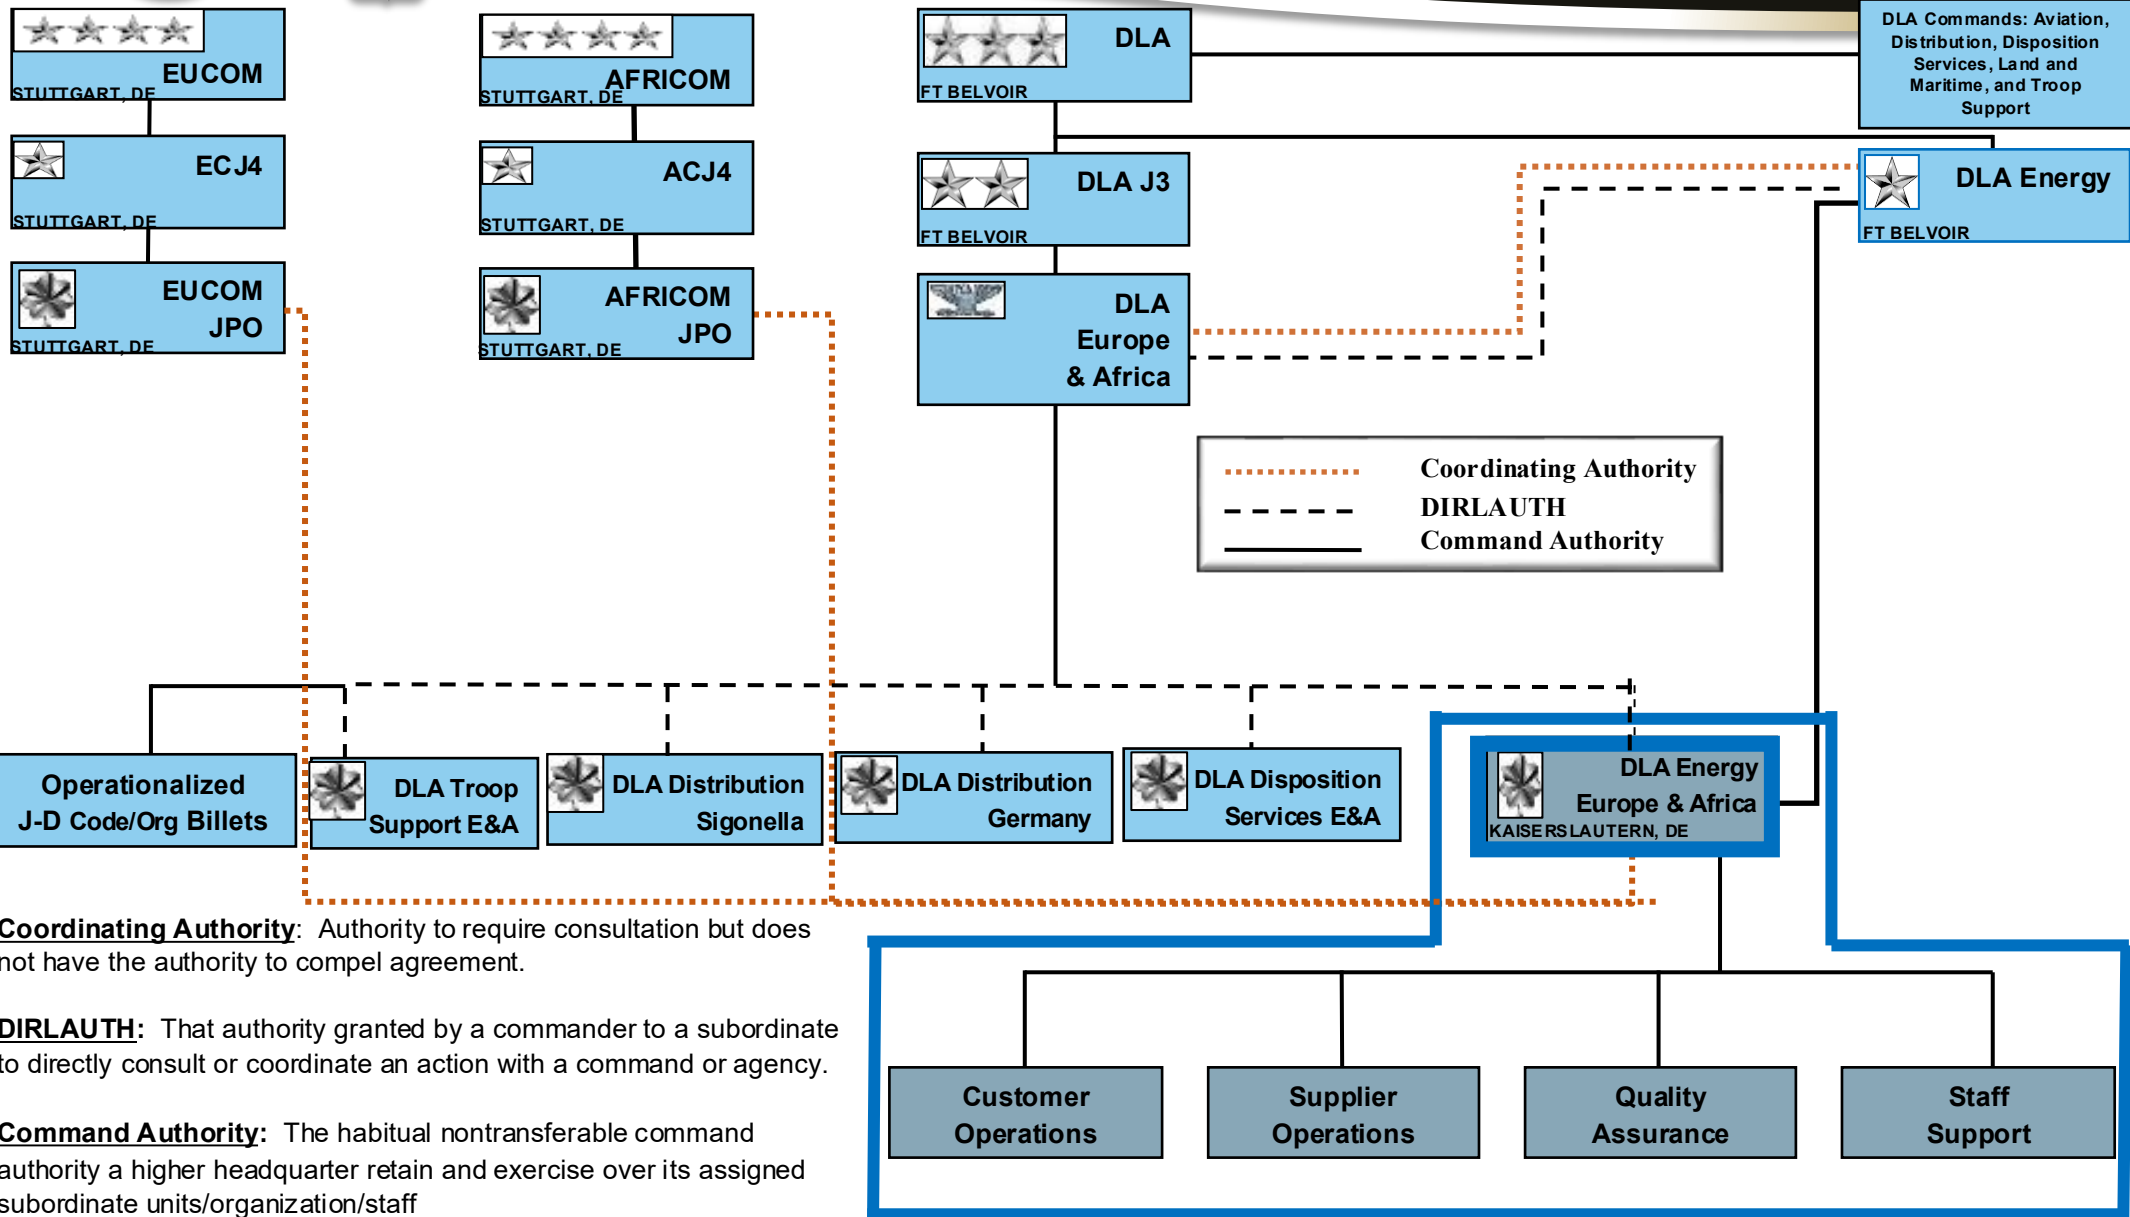 EUCOM
STUTTGART, DE
AFRICOM
STUTTGART, DE
DLA
FT BELVOIR
DLA Commands: Aviation,
Distribution, Disposition
Services, Land and
Maritime, and Troop
Support
ECJ4
STUTTGART, DE
ACJ4
STUTTGART, DE
DLA J3
FT BELVOIR
DLA Energy
FT BELVOIR
EUCOM
JPO
STUTTGART, DE
AFRICOM
JPO
STUTTGART, DE
DLA
Europe
& Africa
Coordinating Authority
DIRLAUTH
Command Authority
Operationalized
J-D Code/Org Billets
DLA Troop
Support E&A
DLA Distribution
Sigonella
DLA Distribution
Germany
DLA Disposition
Services E&A
DLA Energy
Europe & Africa
KAISERSLAUTERN, DE
Coordinating Authority: Authority to require consultation but does
not have the authority to compel agreement.
DIRLAUTH: That authority granted by a commander to a subordinate
to directly consult or coordinate an action with a command or agency.
Command Authority: The habitual nontransferable command
authority a higher headquarter retain and exercise over its assigned
subordinate units/organization/staff
Customer
Operations
Supplier
Operations
Quality
Assurance
Staff
Support